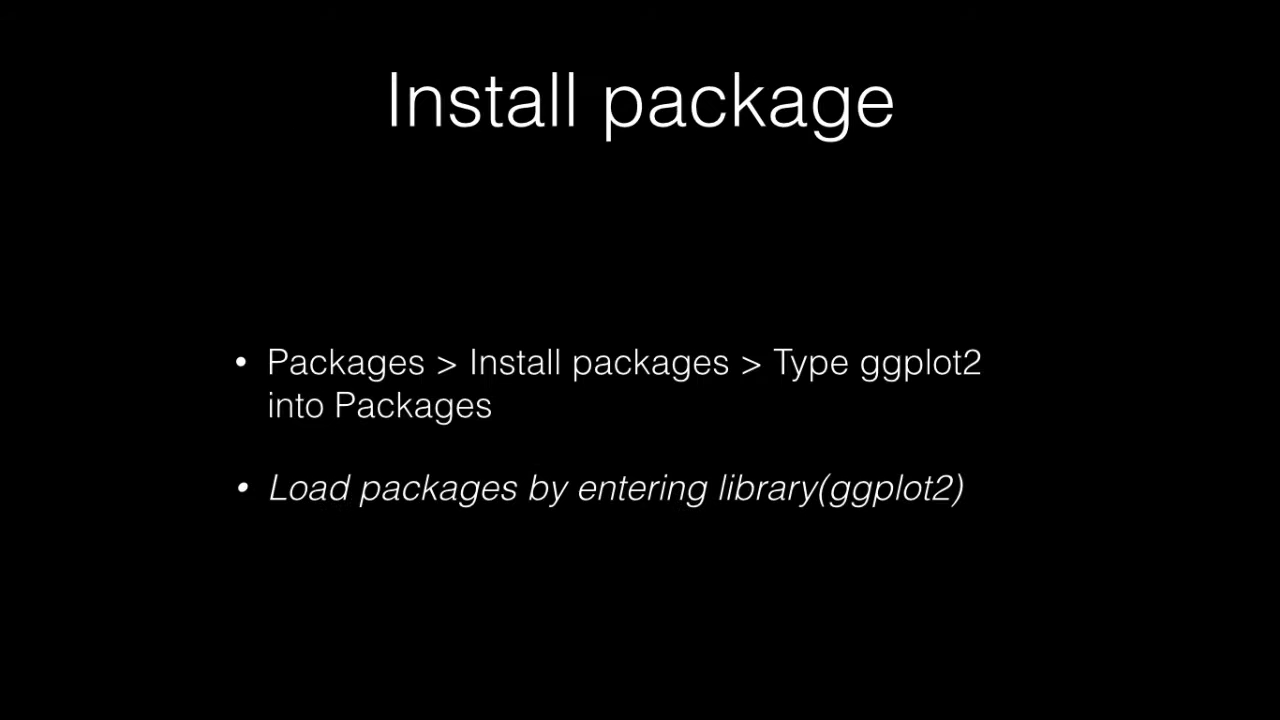 Install package
• Packages > Install packages > Type ggplot2
into Packages
• Load packages by entering library(ggplot2)